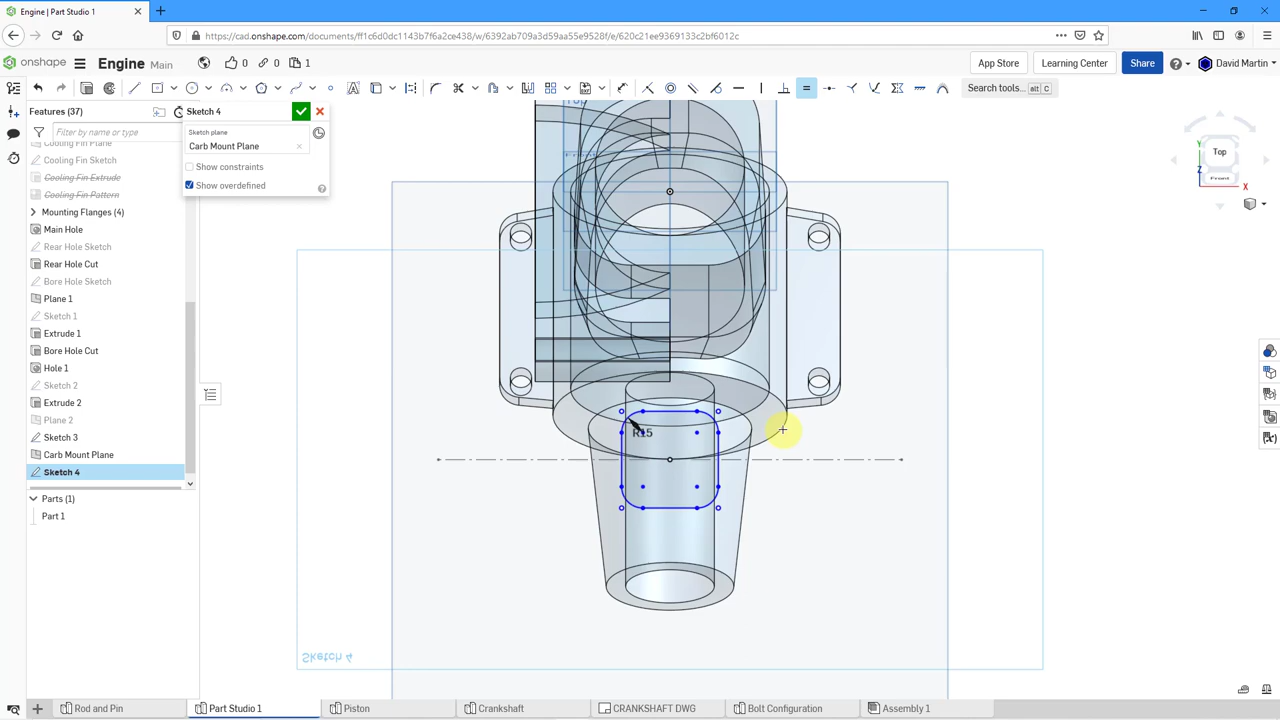 Engine | Part Studio 1
https://cad.onshape.com/documents/ff1c6d0dc1143b7f6a2ce438/w/6392ab709a3d59aa55e9528f/e/620c21ee9369133c2bf6012c
onshape
Engine Main
0
0
1
App Store
Learning Center
Share
David Martin
Search tools... alt C
Features (37)
Filter by name or type
Cooling Fin Plane
Cooling Fin Sketch
Cooling Fin Extrude
Cooling Fin Pattern
Mounting Flanges (4)
Main Hole
Rear Hole Sketch
Rear Hole Cut
Bore Hole Sketch
Plane 1
Sketch 1
Extrude 1
Bore Hole Cut
Hole 1
Sketch 2
Extrude 2
Plane 2
Sketch 3
Carb Mount Plane
Sketch 4
Parts (1)
Part 1
Sketch 4
Sketch plane
Carb Mount Plane
Show constraints
Show overdefined
Top
R15
Sketch 4
Y
Z
X
Top
Front
Rod and Pin
Part Studio 1
Piston
Crankshaft
CRANKSHAFT DWG
Bolt Configuration
Assembly 1